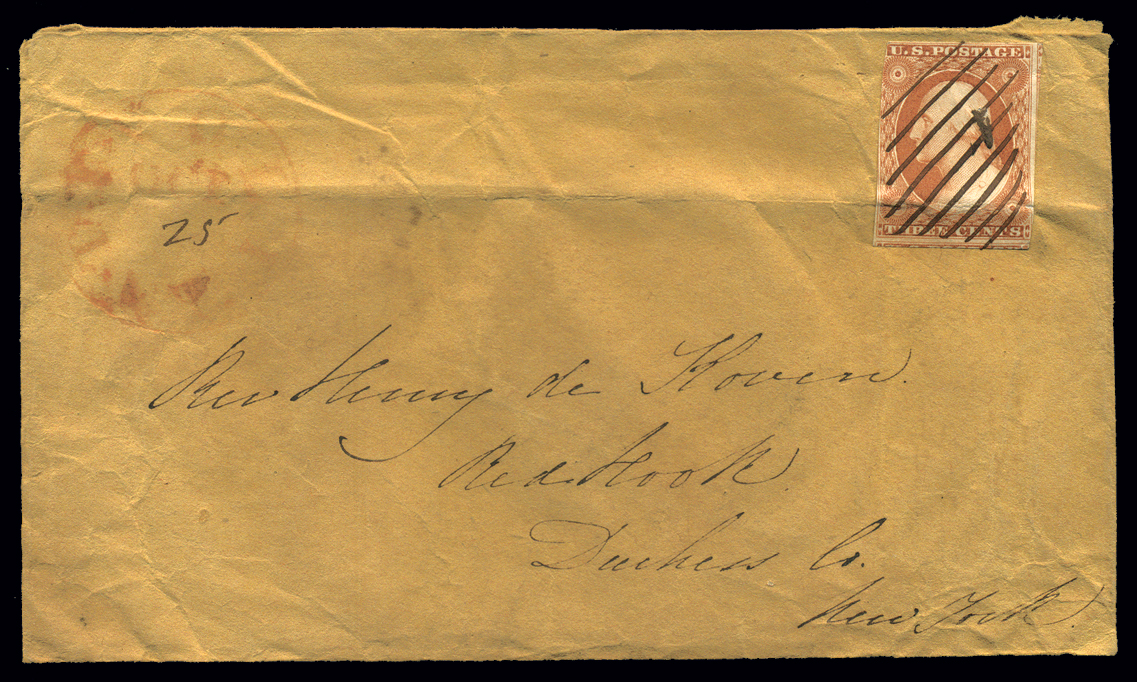 U.S. POSTAGE
THREE CENTS
25
Rev Henry de Koven.
Red Hook
Duchess Co.
New York.